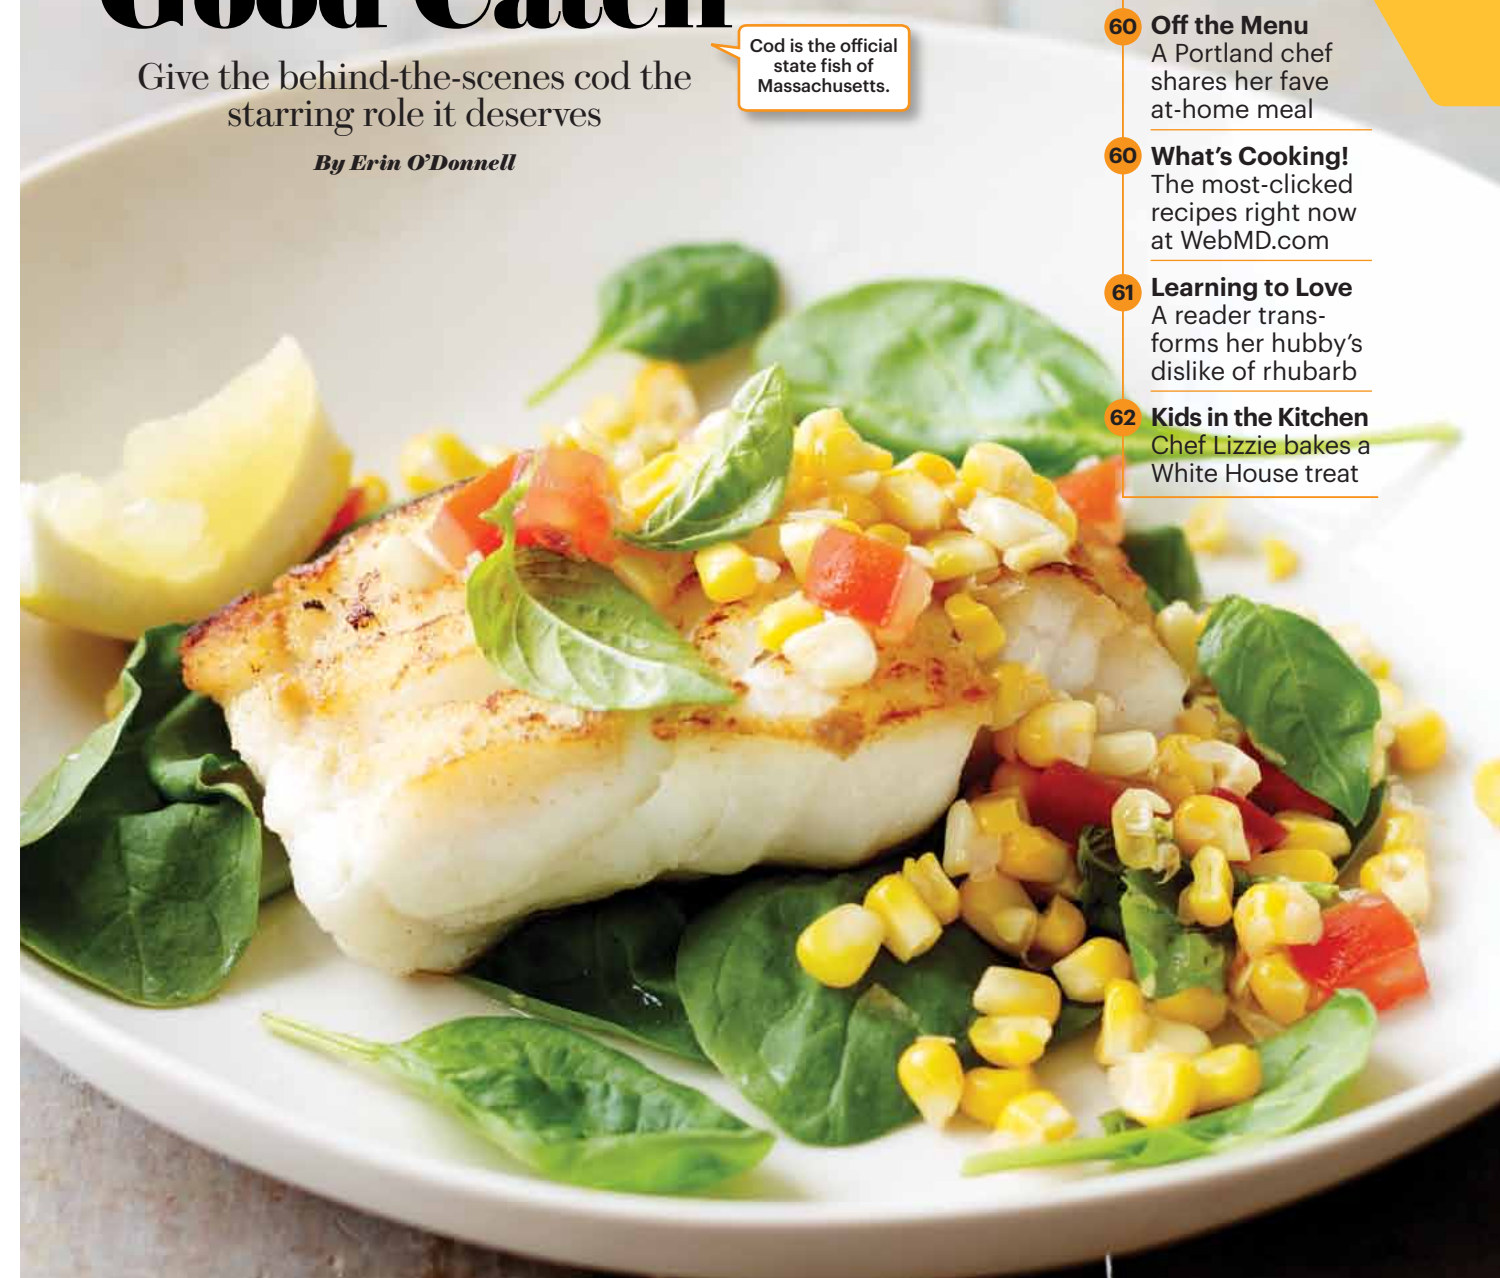 Good Catch
Give the behind-the-scenes cod the
starring role it deserves
By Erin O'Donnell
Cod is the official
state fish of
Massachusetts.
60 Off the Menu
A Portland chef
shares her fave
at-home meal
60 What's Cooking!
The most-clicked
recipes right now
at WebMD.com
61 Learning to Love
A reader trans-
forms her hubby's
dislike of rhubarb
62 Kids in the Kitchen
Chef Lizzie bakes a
White House treat